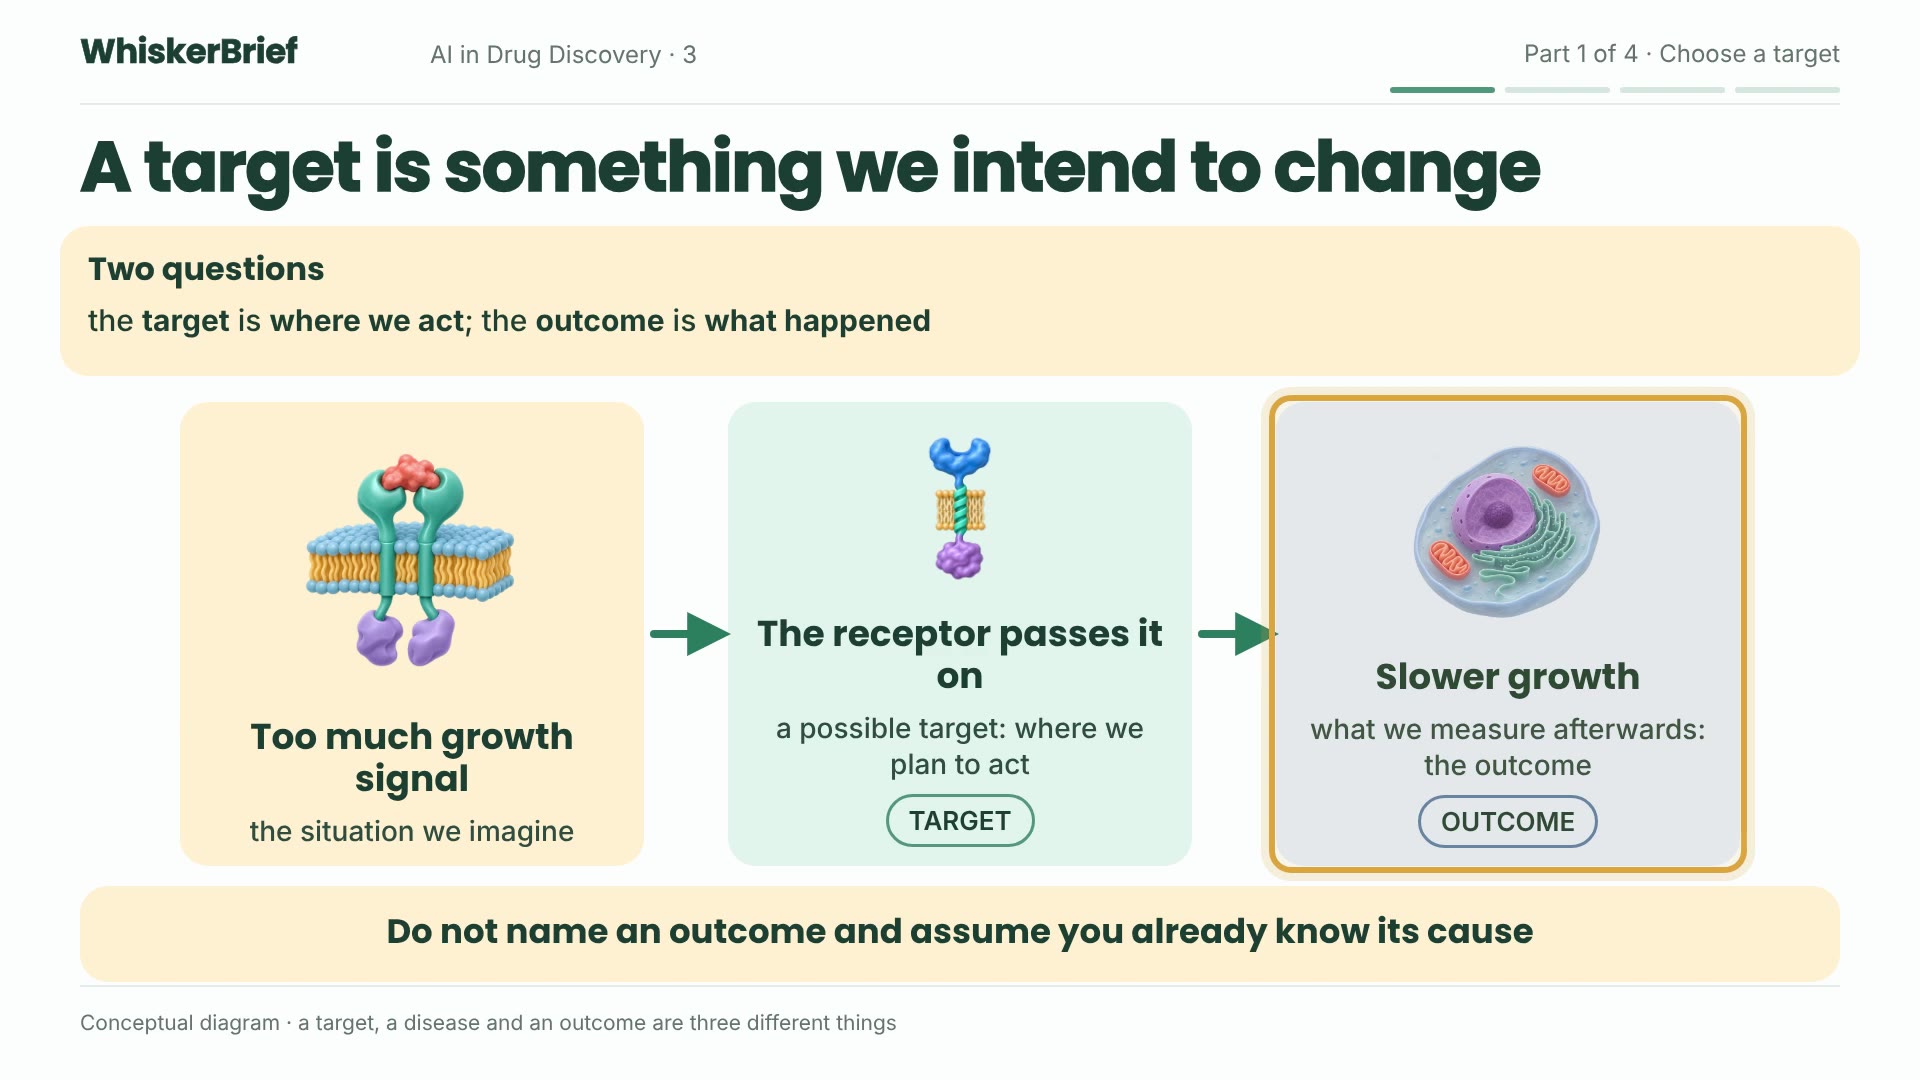 WhiskerBrief
AI in Drug Discovery · 3
Part 1 of 4 · Choose a target
A target is something we intend to change
Two questions
the target is where we act; the outcome is what happened
Too much growth
signal
the situation we imagine
The receptor passes it
on
a possible target: where we
plan to act
TARGET
Slower growth
what we measure afterwards:
the outcome
OUTCOME
Do not name an outcome and assume you already know its cause
Conceptual diagram · a target, a disease and an outcome are three different things